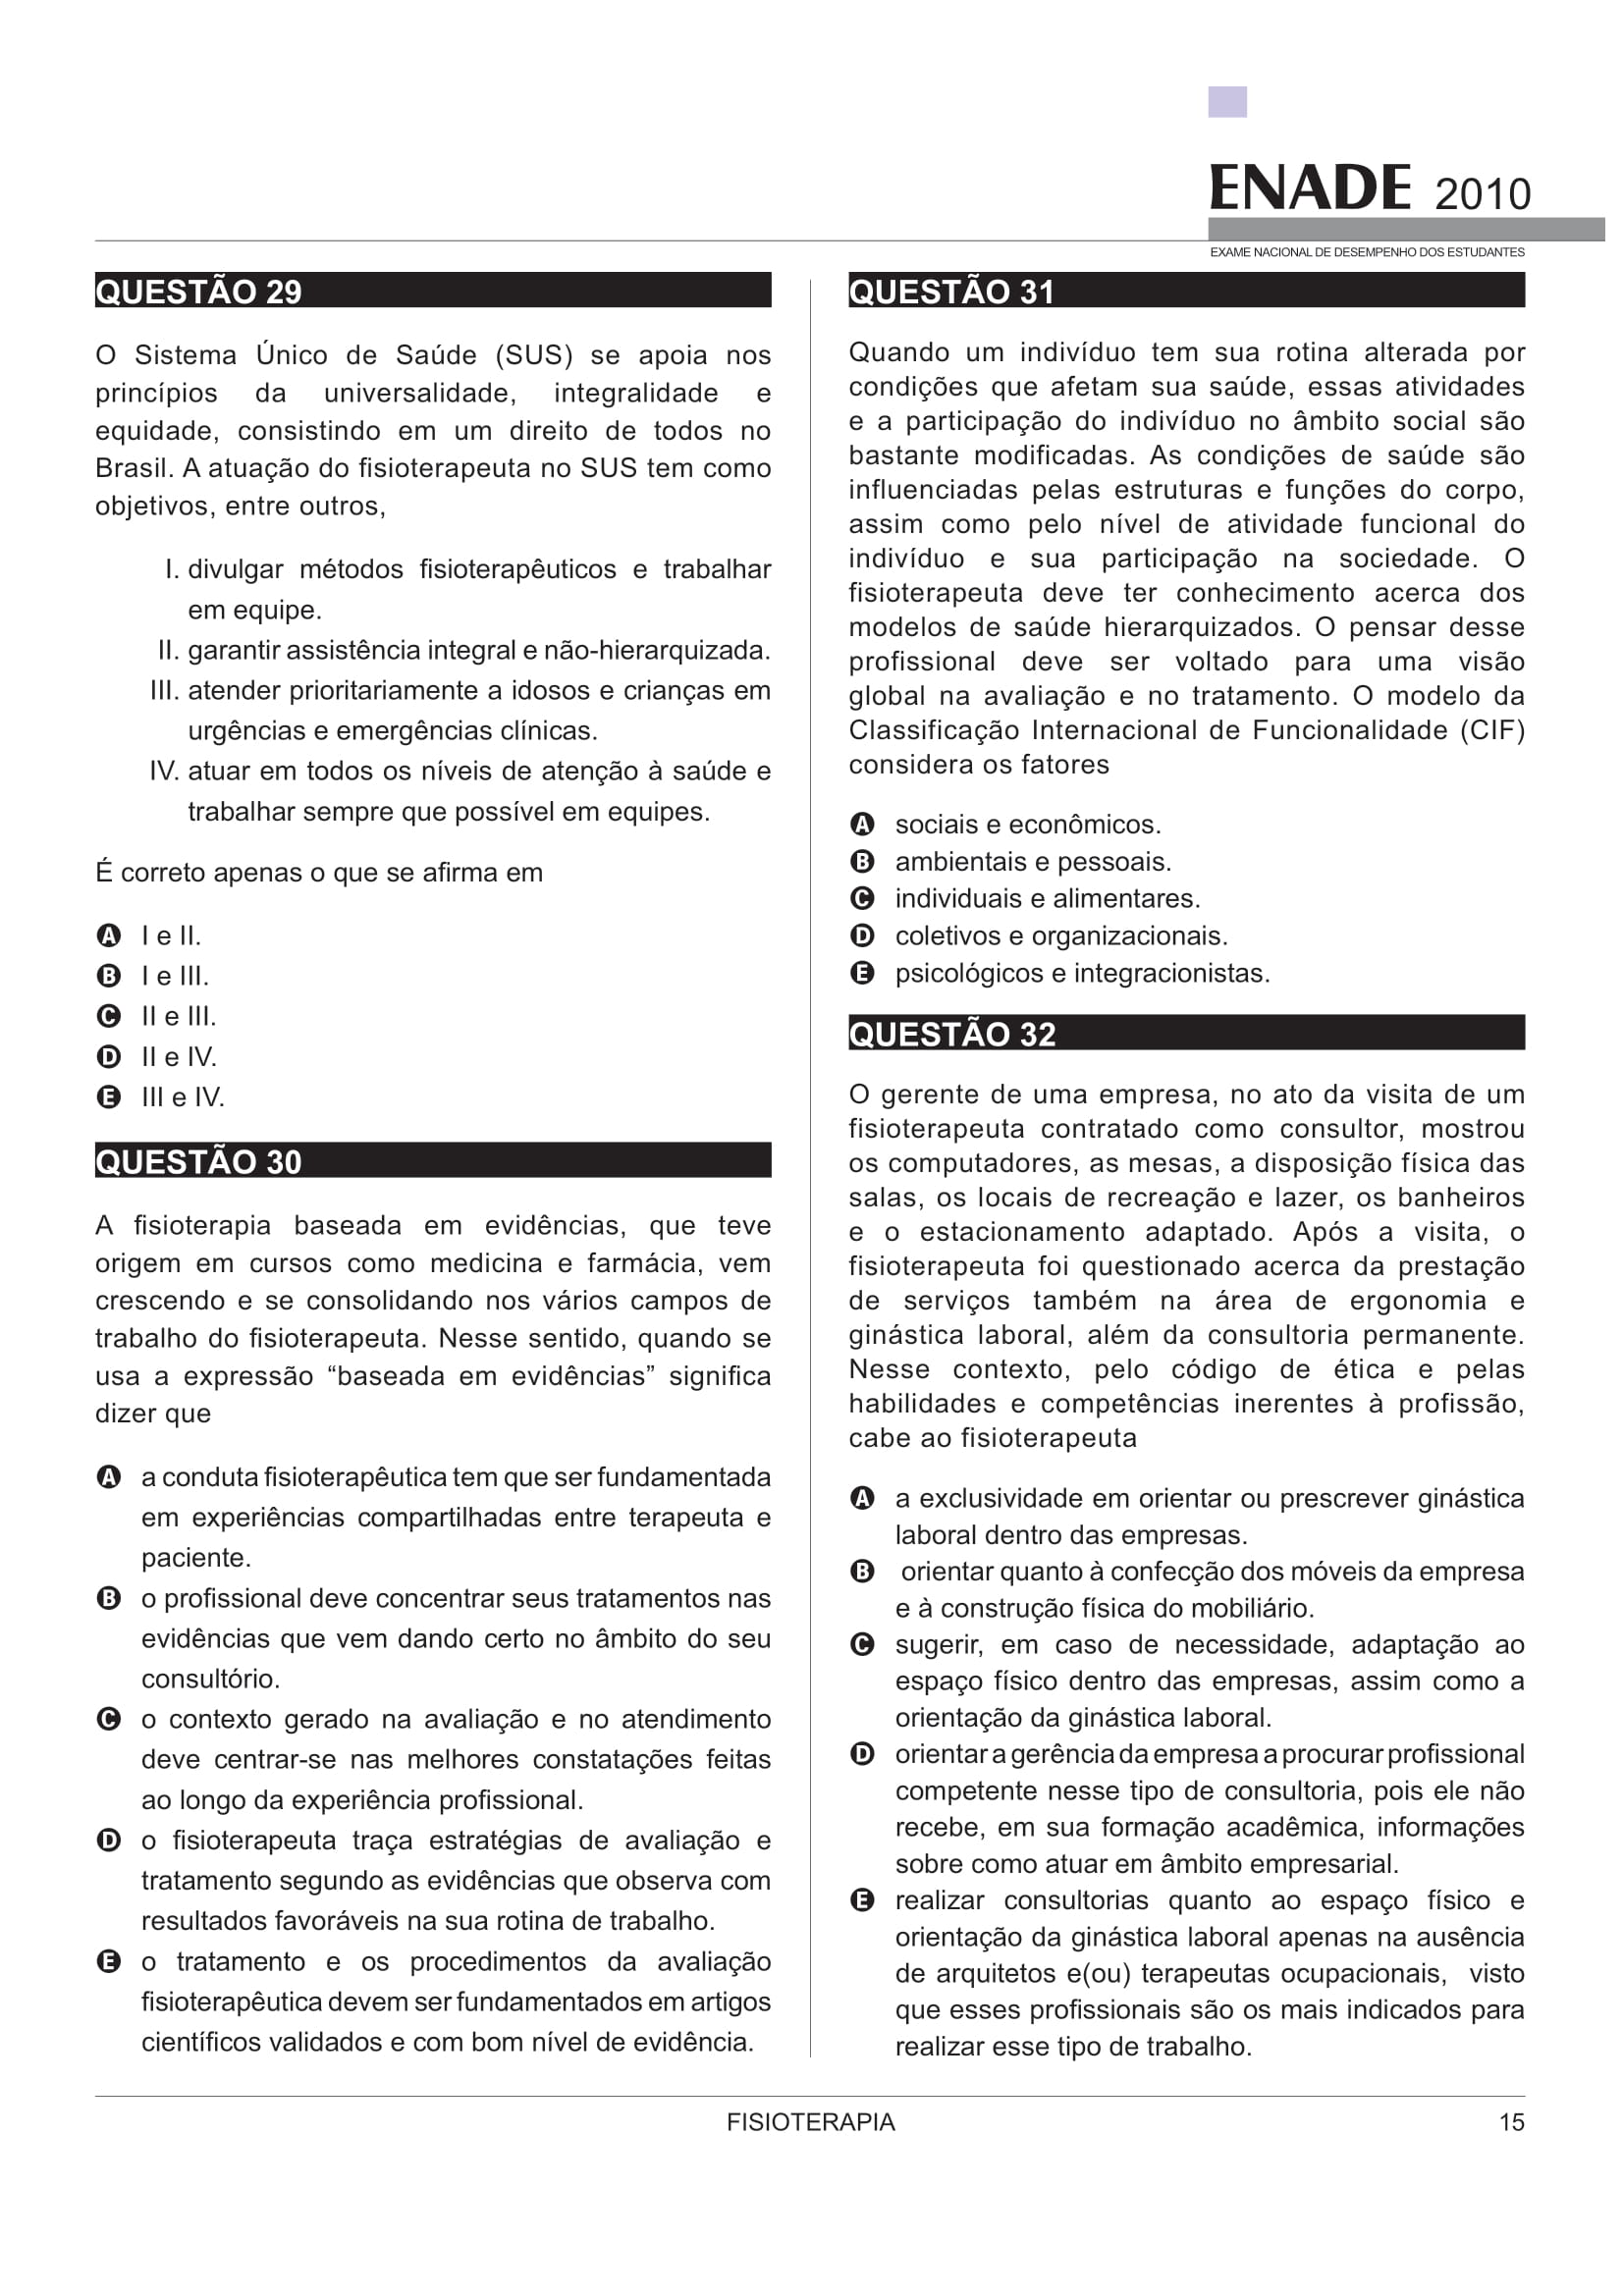 ENADE 2010
EXAME NACIONAL DE DESEMPENHO DOS ESTUDANTES
QUESTÃO 29
O Sistema Único de Saúde (SUS) se apoia nos
princípios da universalidade, integralidade e
equidade, consistindo em um direito de todos no
Brasil. A atuação do fisioterapeuta no SUS tem como
objetivos, entre outros,
I. divulgar métodos fisioterapêuticos e trabalhar
em equipe.
II. garantir assistência integral e não-hierarquizada.
III. atender prioritariamente a idosos e crianças em
urgências e emergências clínicas.
IV. atuar em todos os níveis de atenção à saúde e
trabalhar sempre que possível em equipes.
É correto apenas o que se afirma em
A I e II.
B I e III.
C II e III.
D II e IV.
E III e IV.
QUESTÃO 30
A fisioterapia baseada em evidências, que teve
origem em cursos como medicina e farmácia, vem
crescendo e se consolidando nos vários campos de
trabalho do fisioterapeuta. Nesse sentido, quando se
usa a expressão “baseada em evidências” significa
dizer que
A a conduta fisioterapêutica tem que ser fundamentada
em experiências compartilhadas entre terapeuta e
paciente.
B o profissional deve concentrar seus tratamentos nas
evidências que vem dando certo no âmbito do seu
consultório.
C o contexto gerado na avaliação e no atendimento
deve centrar-se nas melhores constatações feitas
ao longo da experiência profissional.
D o fisioterapeuta traça estratégias de avaliação e
tratamento segundo as evidências que observa com
resultados favoráveis na sua rotina de trabalho.
E o tratamento e os procedimentos da avaliação
fisioterapêutica devem ser fundamentados em artigos
científicos validados e com bom nível de evidência.
QUESTÃO 31
Quando um indivíduo tem sua rotina alterada por
condições que afetam sua saúde, essas atividades
e a participação do indivíduo no âmbito social são
bastante modificadas. As condições de saúde são
influenciadas pelas estruturas e funções do corpo,
assim como pelo nível de atividade funcional do
indivíduo e sua participação na sociedade. O
fisioterapeuta deve ter conhecimento acerca dos
modelos de saúde hierarquizados. O pensar desse
profissional deve ser voltado para uma visão
global na avaliação e no tratamento. O modelo da
Classificação Internacional de Funcionalidade (CIF)
considera os fatores
A sociais e econômicos.
B ambientais e pessoais.
C individuais e alimentares.
D coletivos e organizacionais.
E psicológicos e integracionistas.
QUESTÃO 32
O gerente de uma empresa, no ato da visita de um
fisioterapeuta contratado como consultor, mostrou
os computadores, as mesas, a disposição física das
salas, os locais de recreação e lazer, os banheiros
e o estacionamento adaptado. Após a visita, o
fisioterapeuta foi questionado acerca da prestação
de serviços também na área de ergonomia e
ginástica laboral, além da consultoria permanente.
Nesse contexto, pelo código de ética e pelas
habilidades e competências inerentes à profissão,
cabe ao fisioterapeuta
A a exclusividade em orientar ou prescrever ginástica
laboral dentro das empresas.
B orientar quanto à confecção dos móveis da empresa
e à construção física do mobiliário.
C sugerir, em caso de necessidade, adaptação ao
espaço físico dentro das empresas, assim como a
orientação da ginástica laboral.
D orientar a gerência da empresa a procurar profissional
competente nesse tipo de consultoria, pois ele não
recebe, em sua formação acadêmica, informações
sobre como atuar em âmbito empresarial.
E realizar consultorias quanto ao espaço físico e
orientação da ginástica laboral apenas na ausência
de arquitetos e(ou) terapeutas ocupacionais, visto
que esses profissionais são os mais indicados para
realizar esse tipo de trabalho.
FISIOTERAPIA
15